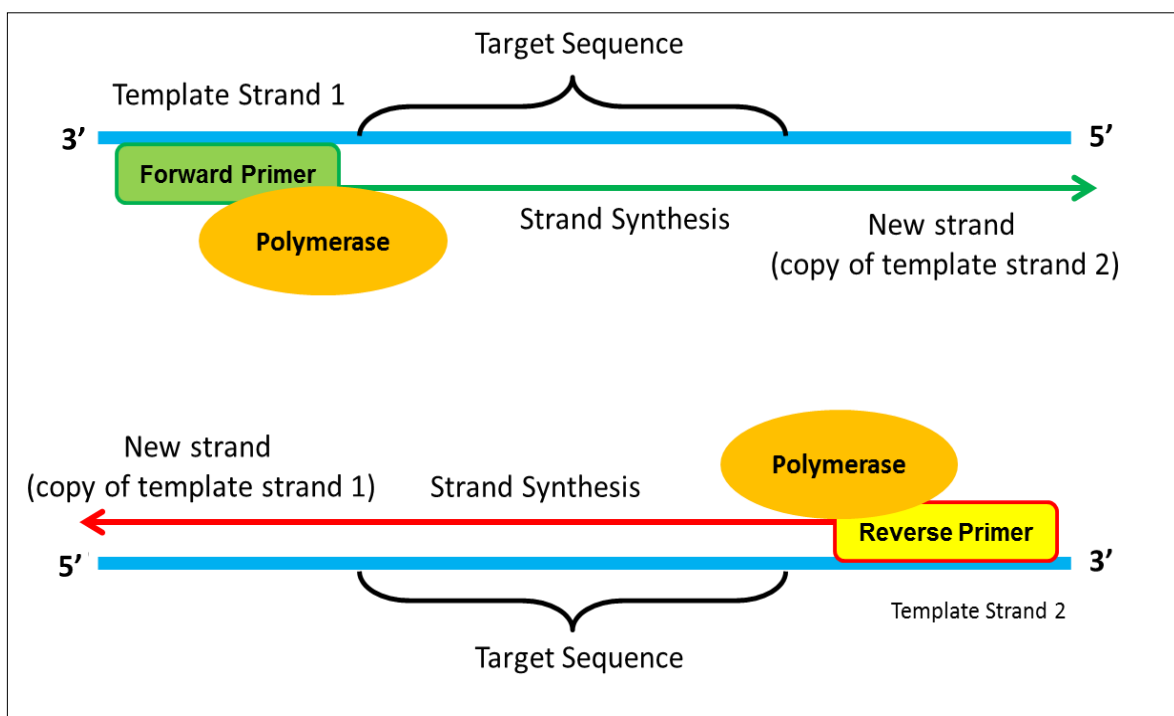 Target Sequence
Template Strand 1
3’
5’
Forward Primer
Polymerase
Strand Synthesis
New strand
(copy of template strand 2)
New strand
(copy of template strand 1)
Strand Synthesis
Polymerase
Reverse Primer
5’
3’
Template Strand 2
Target Sequence